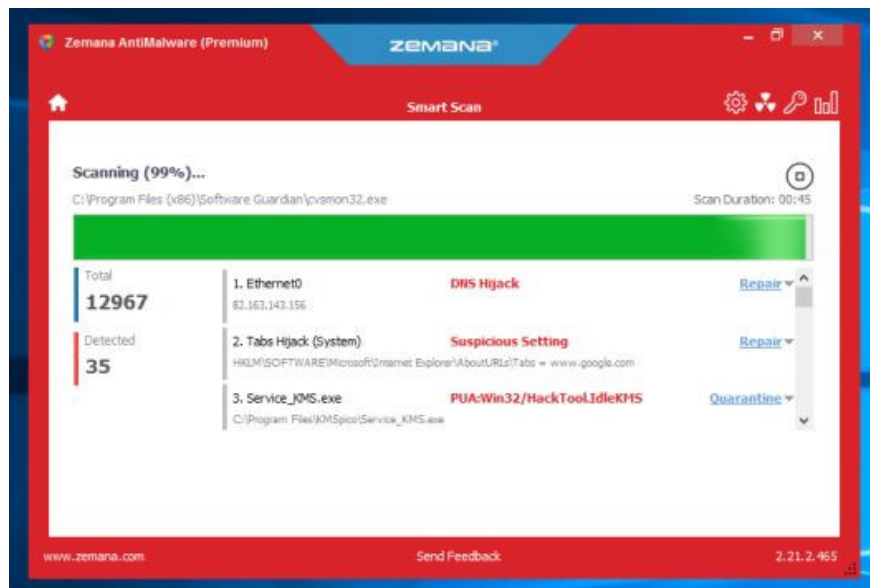 Zemana AntiMalware (Premium)
ZEMANA
Smart Scan
Scanning (99%)...
C:\Program Files (x86)\Software Guardian\cvsmon32.exe
Scan Duration: 00:45
Total
12967
Detected
35
1. Ethernet0 DNS Hijack Repair
82.163.143.156
2. Tabs Hijack (System) Suspicious Setting Repair
HKLM\SOFTWARE\Microsoft\Internet Explorer\AboutURLs\Tabs = www.google.com
3. Service_KMS.exe PUA:Win32/HackTool.IdleKMS Quarantine
C:\Program Files\KMSpico\Service_KMS.exe
www.zemana.com Send Feedback 2.21.2.465